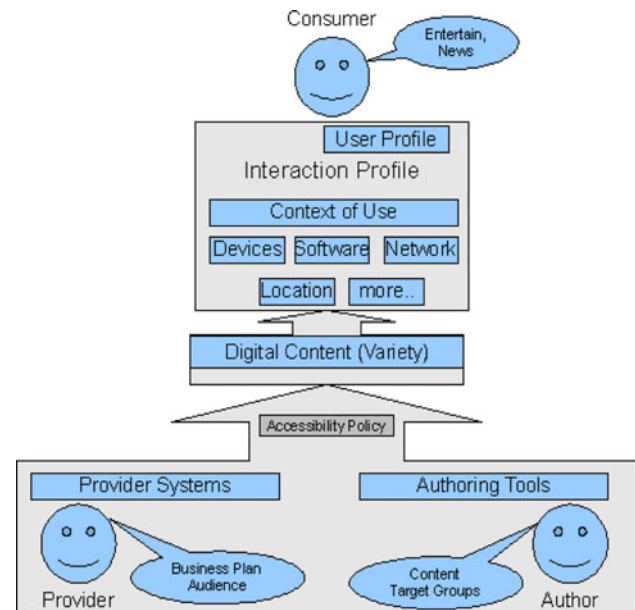 Consumer
Entertain,
News
User Profile
Interaction Profile
Context of Use
Devices Software Network
Location more..
Digital Content (Variety)
Accessibility Policy
Provider Systems Authoring Tools
Business Plan
Audience
Content
Target Groups
Provider Author